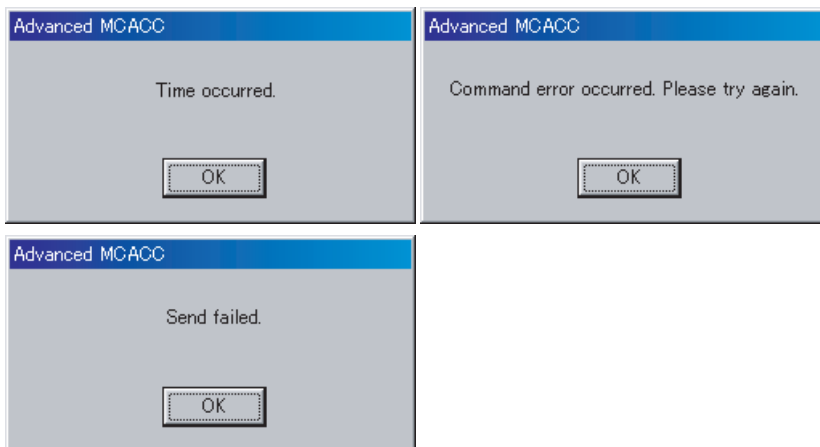 Advanced MCACC
Time occurred.
OK
Advanced MCACC
Command error occurred. Please try again.
OK
Advanced MCACC
Send failed.
OK